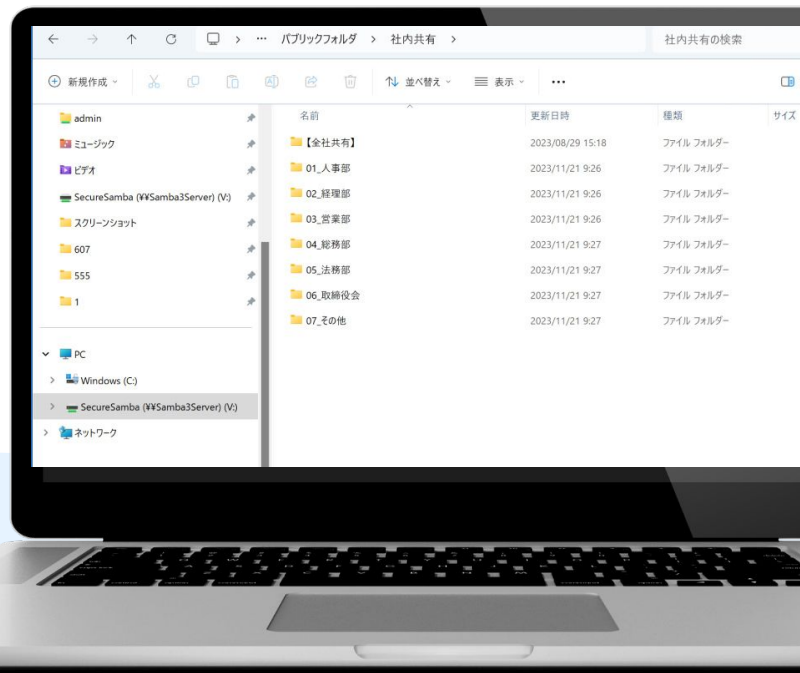 … パブリックフォルダ > 社内共有 >
社内共有の検索
新規作成
並べ替え
表示
…
名前 更新日時 種類 サイズ
admin
ミュージック
ビデオ
SecureSamba (¥¥Samba3Server) (V:)
スクリーンショット
607
555
1
PC
Windows (C:)
SecureSamba (¥¥Samba3Server) (V:)
ネットワーク
【全社共有】 2023/08/29 15:18 ファイル フォルダー
01_人事部 2023/11/21 9:26 ファイル フォルダー
02_経理部 2023/11/21 9:26 ファイル フォルダー
03_営業部 2023/11/21 9:26 ファイル フォルダー
04_総務部 2023/11/21 9:27 ファイル フォルダー
05_法務部 2023/11/21 9:27 ファイル フォルダー
06_取締役会 2023/11/21 9:27 ファイル フォルダー
07_その他 2023/11/21 9:27 ファイル フォルダー